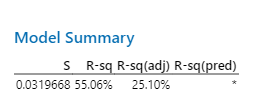 Model Summary
S R-sq R-sq(adj) R-sq(pred)
0.0319668 55.06% 25.10% *